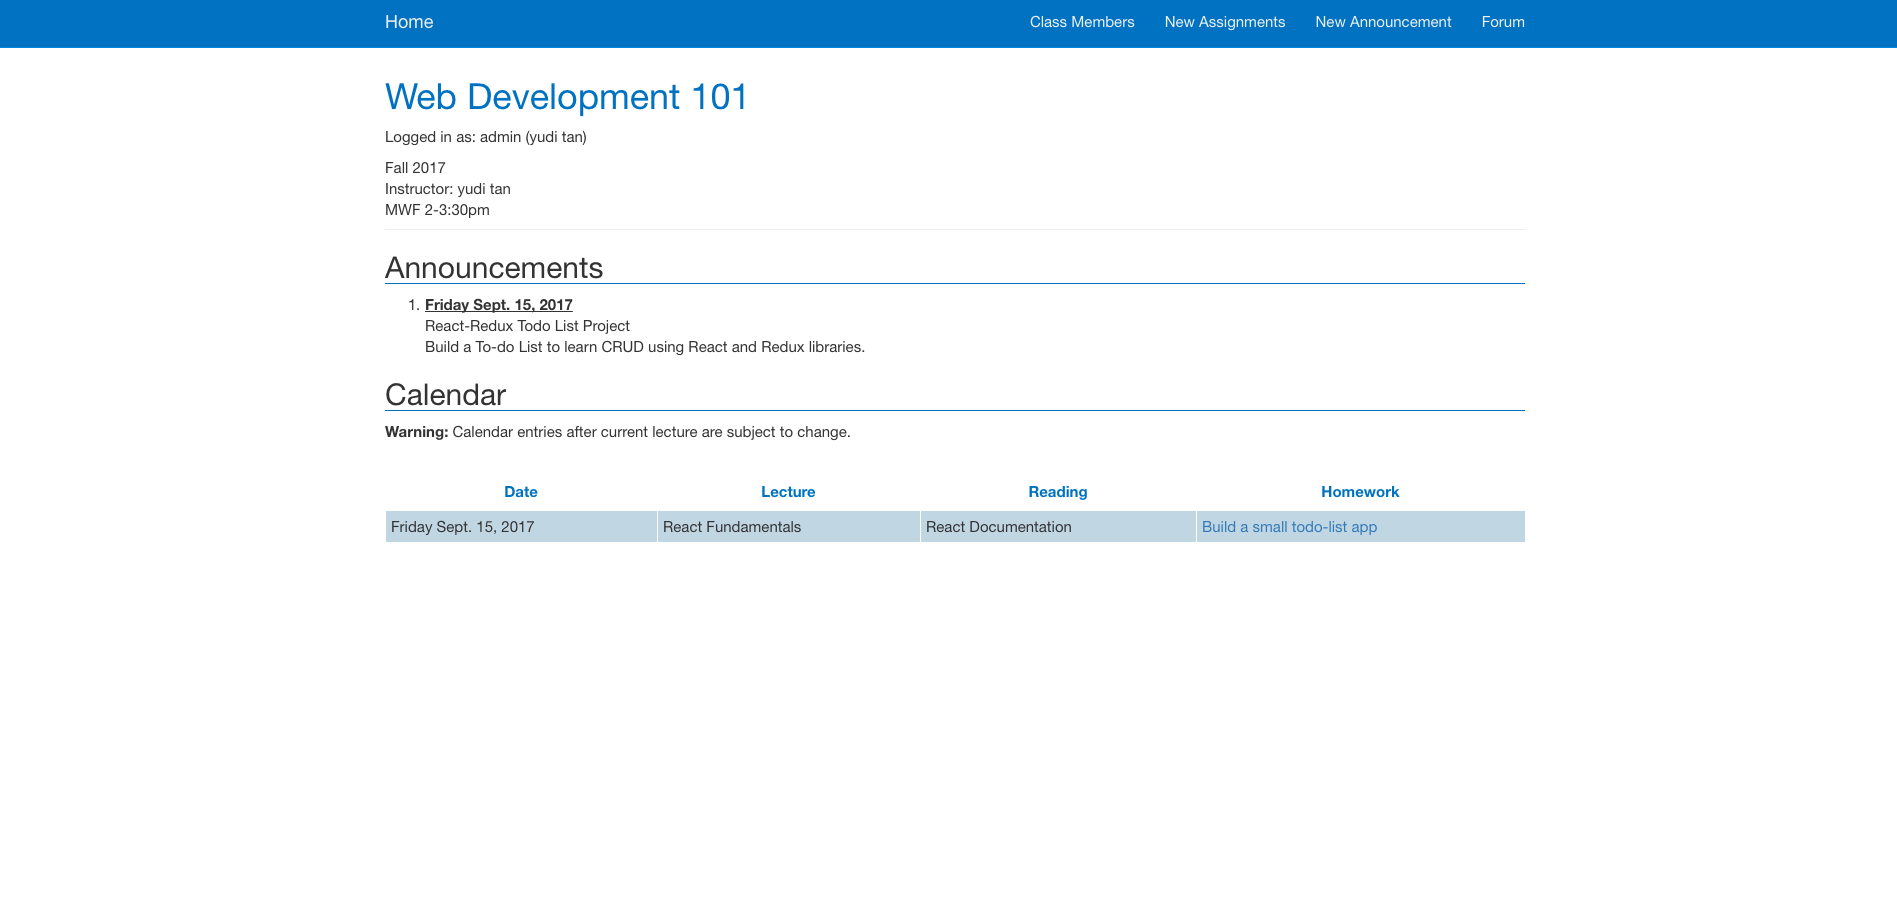 Home Class Members New Assignments New Announcement Forum
Web Development 101
Logged in as: admin (yudi tan)
Fall 2017
Instructor: yudi tan
MWF 2-3:30pm
Announcements
1. Friday Sept. 15, 2017
React-Redux Todo List Project
Build a To-do List to learn CRUD using React and Redux libraries.
Calendar
Warning: Calendar entries after current lecture are subject to change.
Date Lecture Reading Homework
Friday Sept. 15, 2017 React Fundamentals React Documentation Build a small todo-list app